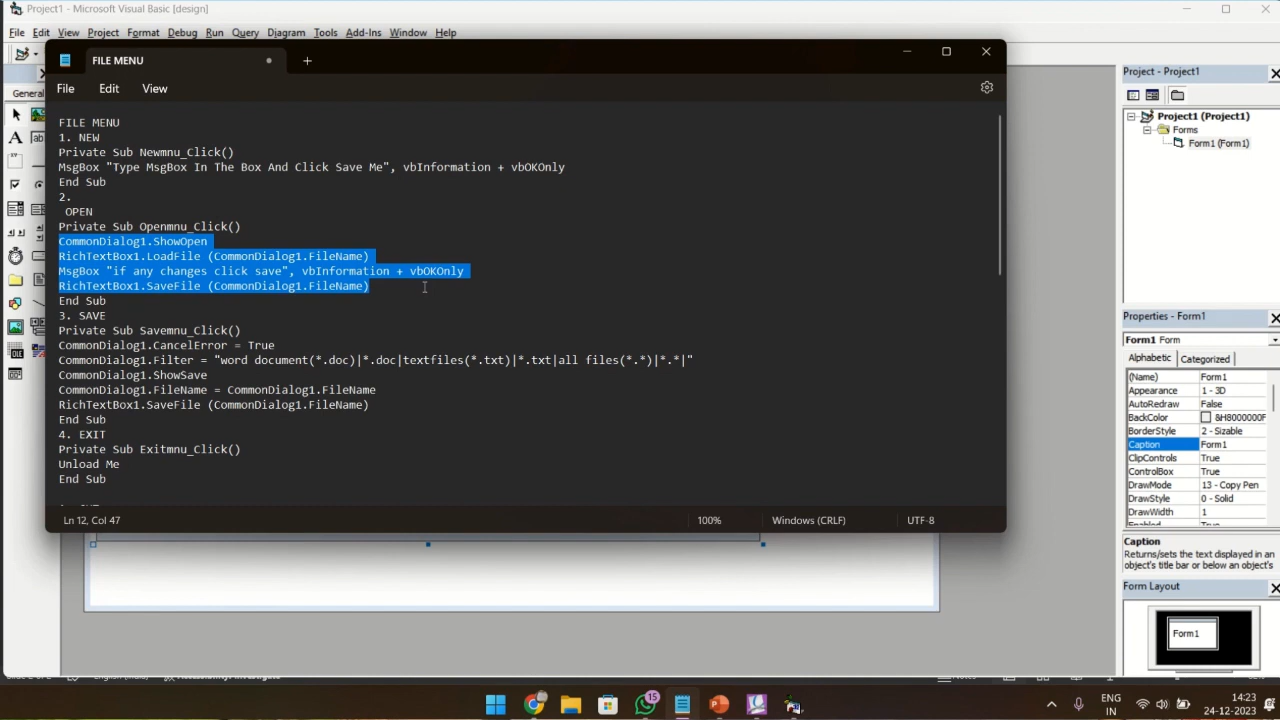 Project1 - Microsoft Visual Basic [design]
File Edit View Project Format Debug Run Query Diagram Tools Add-Ins Window Help
FILE MENU
File Edit View
General
FILE MENU
1. NEW
Private Sub Newmnu_Click()
MsgBox "Type MsgBox In The Box And Click Save Me", vbInformation + vbOKOnly
End Sub
2.
OPEN
Private Sub Openmnu_Click()
CommonDialog1.ShowOpen
RichTextBox1.LoadFile (CommonDialog1.FileName)
MsgBox "if any changes click save", vbInformation + vbOKOnly
RichTextBox1.SaveFile (CommonDialog1.FileName)
End Sub
3. SAVE
Private Sub Savemnu_Click()
CommonDialog1.CancelError = True
CommonDialog1.Filter = "word document(*.doc)|*.doc|textfiles(*.txt)|*.txt|all files(*.*)|*.*|"
CommonDialog1.ShowSave
CommonDialog1.FileName = CommonDialog1.FileName
RichTextBox1.SaveFile (CommonDialog1.FileName)
End Sub
4. EXIT
Private Sub Exitmnu_Click()
Unload Me
End Sub
Ln 12, Col 47
100%
Windows (CRLF)
UTF-8
Project - Project1
Project1 (Project1)
Forms
Form1 (Form1)
Properties - Form1
Form1 Form
Alphabetic Categorized
(Name) Form1
Appearance 1 - 3D
AutoRedraw False
BackColor &H8000000F
BorderStyle 2 - Sizable
Caption Form1
ClipControls True
ControlBox True
DrawMode 13 - Copy Pen
DrawStyle 0 - Solid
DrawWidth 1
Enabled True
Caption
Returns/sets the text displayed in an
object's title bar or below an object's
Form Layout
Form1
15
ENG
IN
14:23
24-12-2023